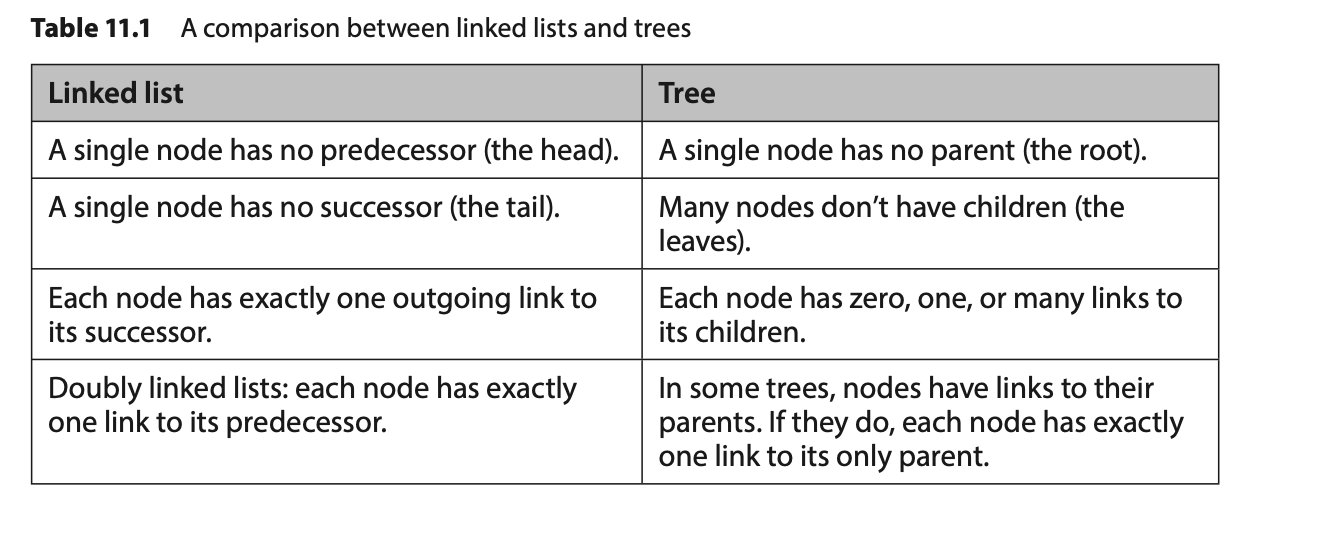 Table 11.1 A comparison between linked lists and trees
Linked list
Tree
A single node has no predecessor (the head).
A single node has no parent (the root).
A single node has no successor (the tail).
Many nodes don’t have children (the
leaves).
Each node has exactly one outgoing link to
its successor.
Each node has zero, one, or many links to
its children.
Doubly linked lists: each node has exactly
one link to its predecessor.
In some trees, nodes have links to their
parents. If they do, each node has exactly
one link to its only parent.